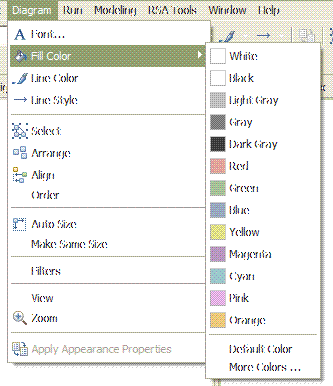 Diagram Run Modeling RSA Tools Window Help
Font...
Fill Color
Line Color
Line Style
Select
Arrange
Align
Order
Auto Size
Make Same Size
Filters
View
Zoom
Apply Appearance Properties
White
Black
Light Gray
Gray
Dark Gray
Red
Green
Blue
Yellow
Magenta
Cyan
Pink
Orange
Default Color
More Colors ...